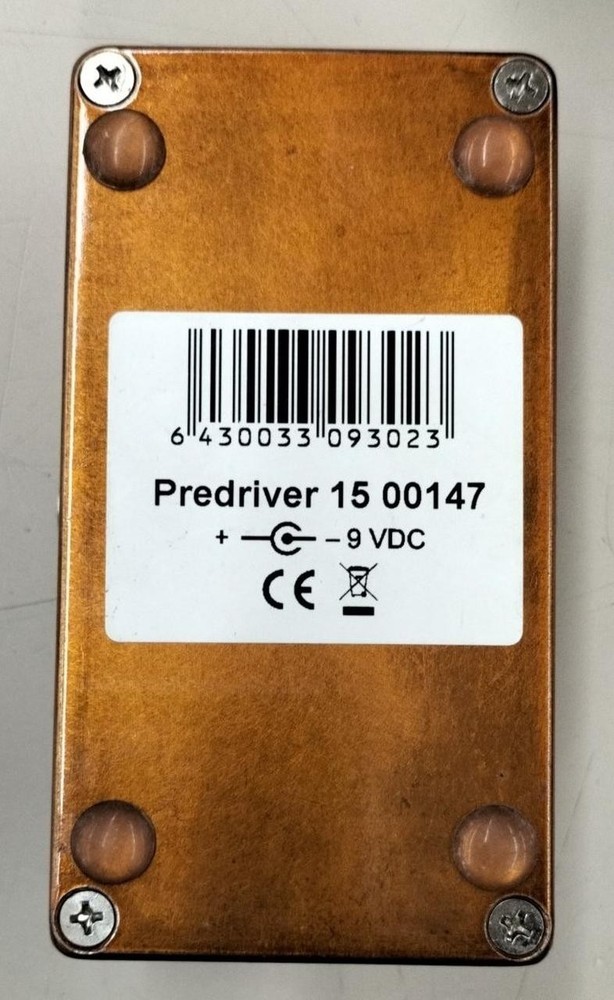 6 430033 093023
Predriver 15 00147
+ – 9 VDC
CE